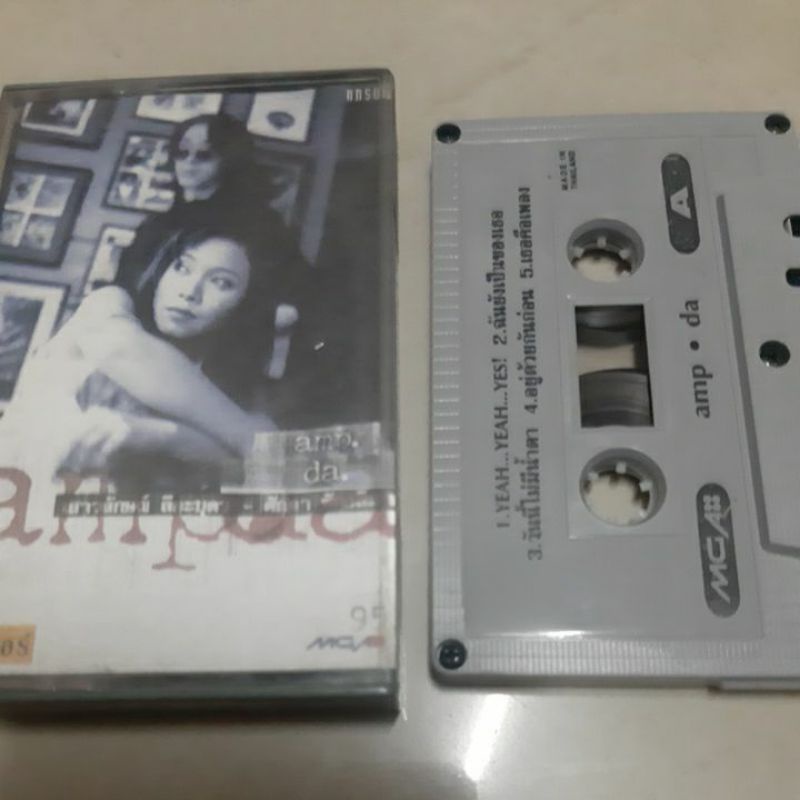 amp.
da.
ampda
95
MGA
MADE IN
THAILAND
A
1.YEAH...YEAH...YES! 2.ฉันยังเป็นของเธอ
3.วันนี้ไม่มีน้ำตา 4.อยู่ด้วยกันก่อน 5.เธอคือเพลง
amp • da
MGA